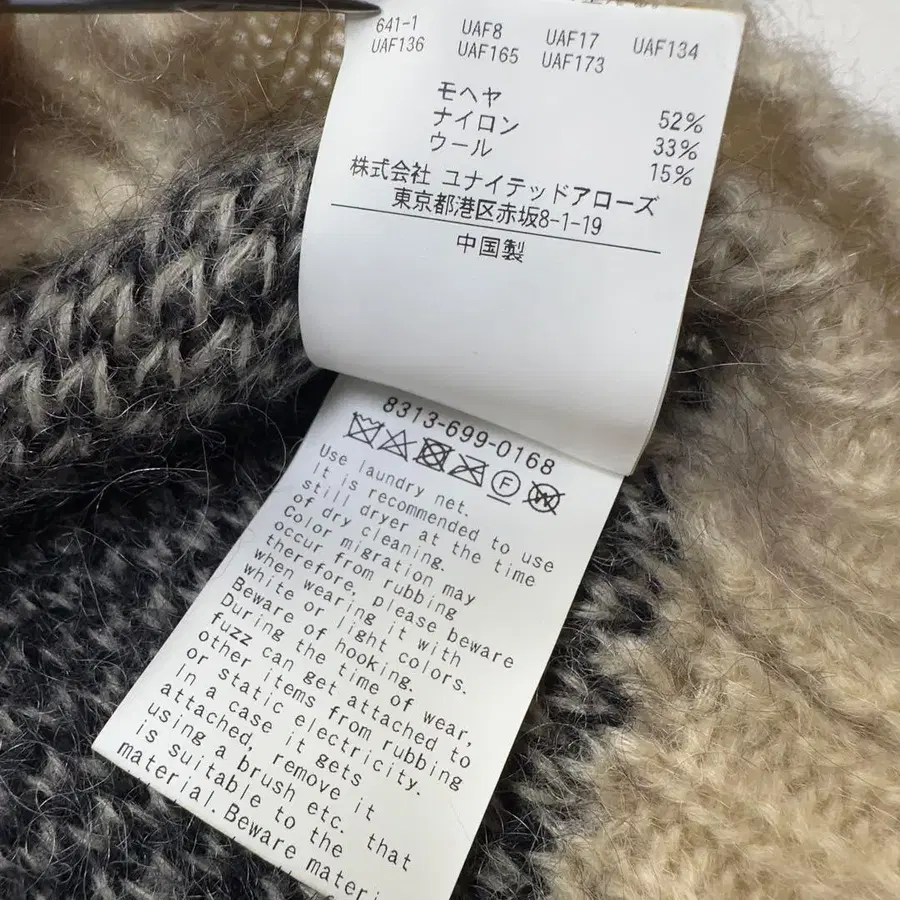 641-1 UAF8 UAF17 UAF134
UAF136 UAF165 UAF173
モヘヤ 52%
ナイロン 33%
ウール 15%
株式会社 ユナイテッドアローズ
東京都港区赤坂8-1-19
中国製
8313-699-0168
F W
Use laundry net.
It is recommended to use
still dryer at the time
of dry cleaning.
Color migration may
occur from rubbing
therefore, please beware
when wearing it with
white or light colors.
Beware of hooking.
During the time of wear,
fuzz can get attached to
other items from rubbing
or static electricity.
In a case it gets
attached, remove it
using a brush etc. that
is suitable to the
material. Beware materi